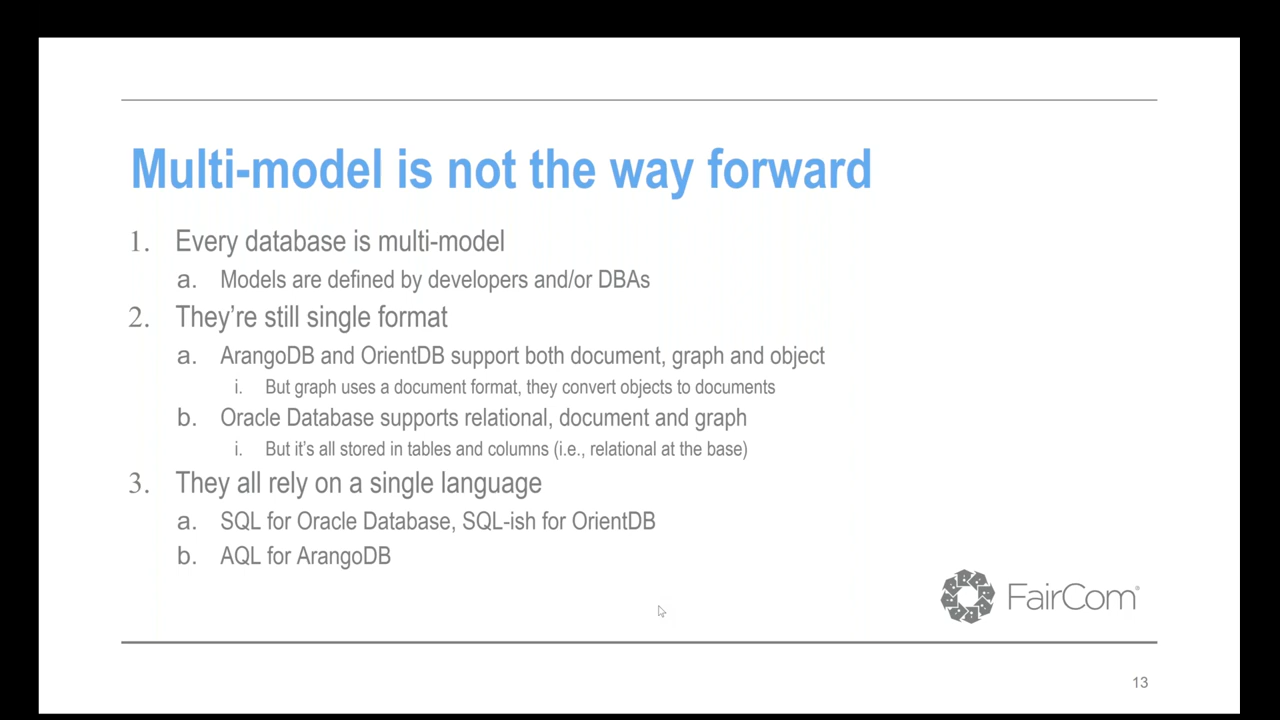 Multi-model is not the way forward
1. Every database is multi-model
a. Models are defined by developers and/or DBAs
2. They’re still single format
a. ArangoDB and OrientDB support both document, graph and object
i. But graph uses a document format, they convert objects to documents
b. Oracle Database supports relational, document and graph
i. But it’s all stored in tables and columns (i.e., relational at the base)
3. They all rely on a single language
a. SQL for Oracle Database, SQL-ish for OrientDB
b. AQL for ArangoDB
FairCom®
13